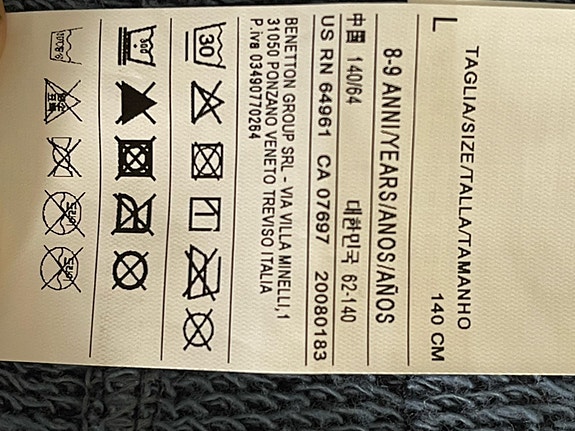 TAGLIA/SIZE/TALLA/TAMANHO
L 140 CM
8-9 ANNI/YEARS/ANOS/AÑOS
中国 140/64 대한민국 62-140
US RN 64961 CA 07697 20080183
BENETTON GROUP SRL - VIA VILLA MINELLI,1
31050 PONZANO VENETO TREVISO ITALIA
P.iva 03490770264
30